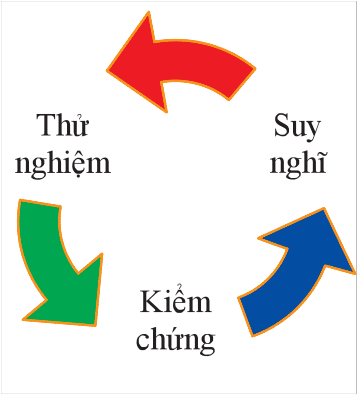 Thử
nghiệm
Suy
nghĩ
Kiểm
chứng